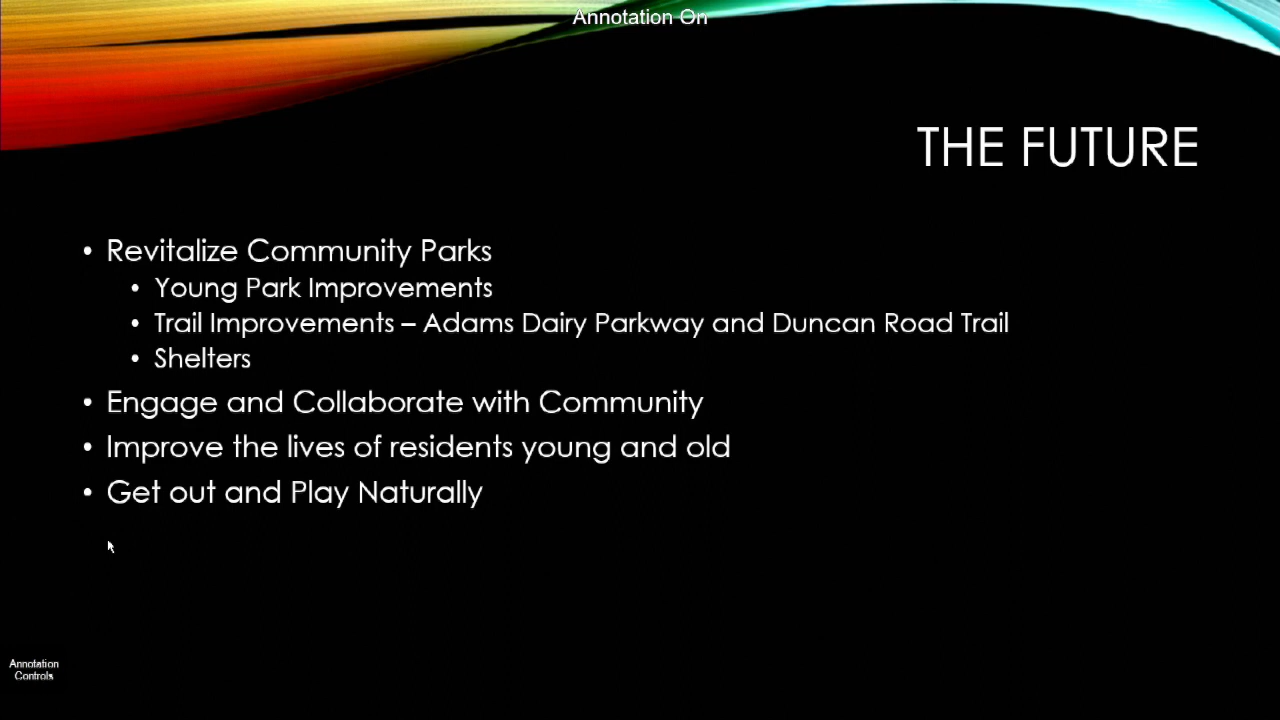 Annotation On
THE FUTURE
• Revitalize Community Parks
• Young Park Improvements
• Trail Improvements – Adams Dairy Parkway and Duncan Road Trail
• Shelters
• Engage and Collaborate with Community
• Improve the lives of residents young and old
• Get out and Play Naturally
Annotation
Controls